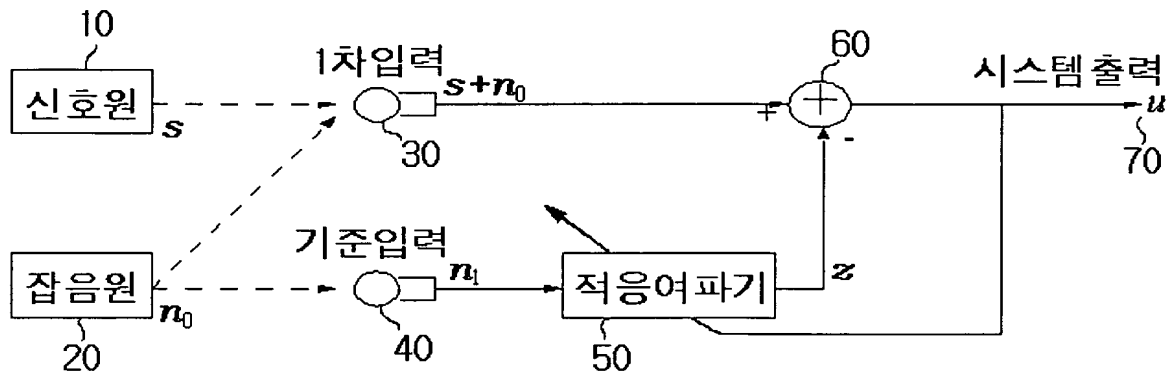 10
신호원
s
1차입력
s+n₀
30
60
+
+
-
시스템출력
u
70
잡음원
n₀
20
기준입력
n₁
40
적응여파기
50
z